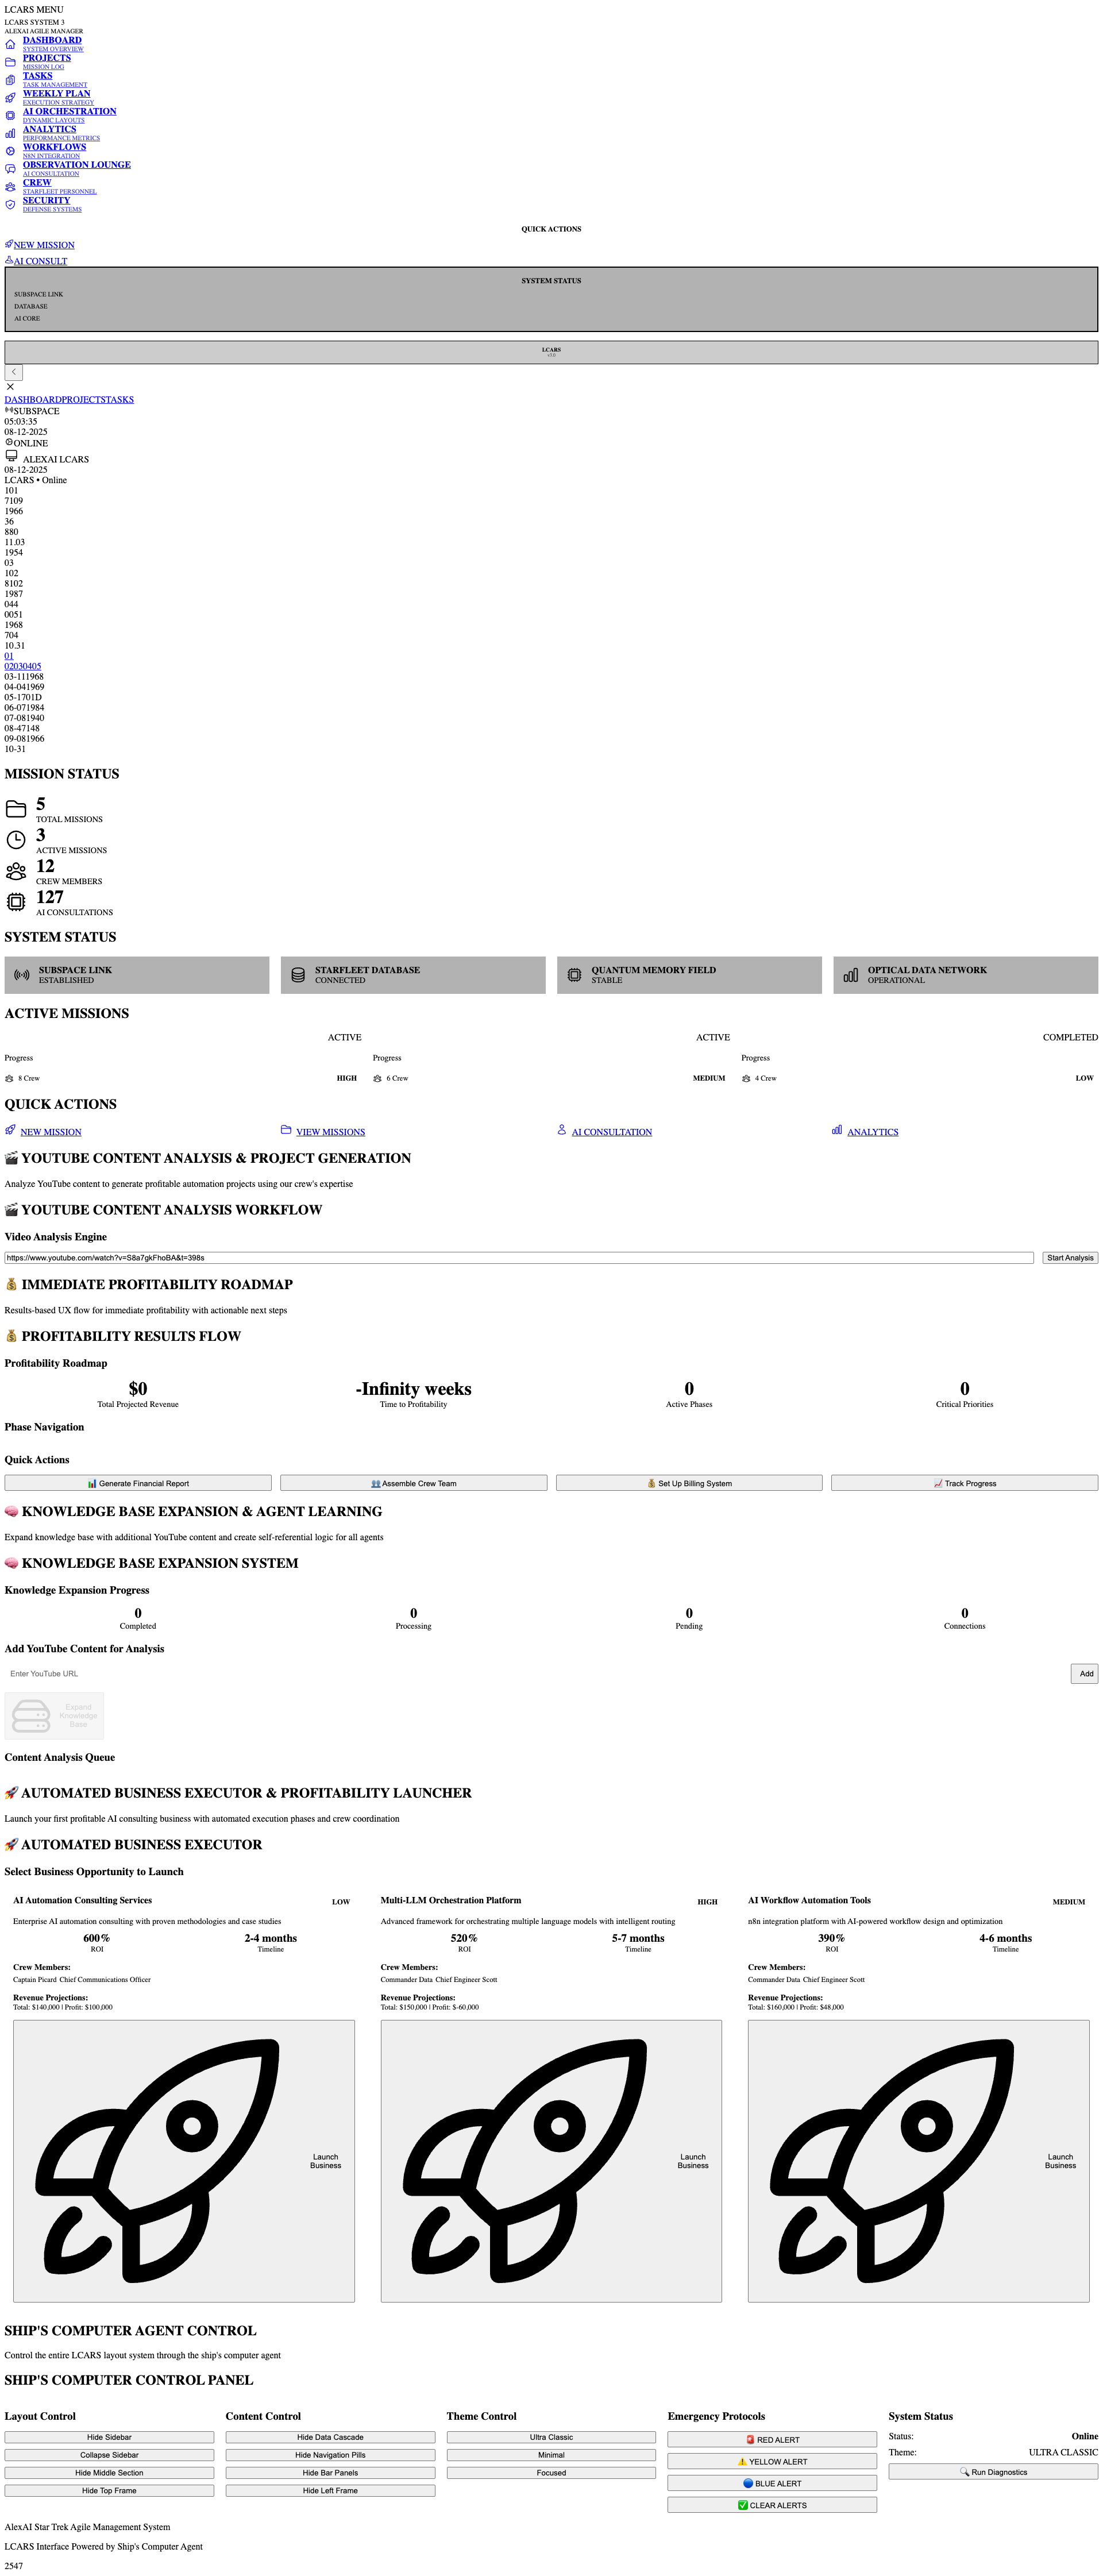 LCARS MENU
LCARS SYSTEM 3
ALEXAI AGILE MANAGER
DASHBOARD
SYSTEM OVERVIEW
PROJECTS
MISSION LOG
TASKS
TASK MANAGEMENT
WEEKLY PLAN
EXECUTION STRATEGY
AI ORCHESTRATION
DYNAMIC LAYOUTS
ANALYTICS
PERFORMANCE METRICS
WORKFLOWS
N8N INTEGRATION
OBSERVATION LOUNGE
AI CONSULTATION
CREW
STARFLEET PERSONNEL
SECURITY
DEFENSE SYSTEMS
QUICK ACTIONS
NEW MISSION
AI CONSULT
SYSTEM STATUS
SUBSPACE LINK
DATABASE
AI CORE
LCARS
v3.0
DASHBOARDPROJECTSTASKS
SUBSPACE
05:03:35
08-12-2025
ONLINE
ALEXAI LCARS
08-12-2025
LCARS • Online
101
7109
1966
36
880
11.03
1954
03
102
8102
1987
044
0051
1968
704
10.31
01
02030405
03-111968
04-041969
05-1701D
06-071984
07-081940
08-47148
09-081966
10-31
MISSION STATUS
5
TOTAL MISSIONS
3
ACTIVE MISSIONS
12
CREW MEMBERS
127
AI CONSULTATIONS
SYSTEM STATUS
SUBSPACE LINK
ESTABLISHED
STARFLEET DATABASE
CONNECTED
QUANTUM MEMORY FIELD
STABLE
OPTICAL DATA NETWORK
OPERATIONAL
ACTIVE MISSIONS
ACTIVE ACTIVE COMPLETED
Progress Progress Progress
8 Crew HIGH 6 Crew MEDIUM 4 Crew LOW
QUICK ACTIONS
NEW MISSION VIEW MISSIONS AI CONSULTATION ANALYTICS
🎬 YOUTUBE CONTENT ANALYSIS & PROJECT GENERATION
Analyze YouTube content to generate profitable automation projects using our crew's expertise
🎬 YOUTUBE CONTENT ANALYSIS WORKFLOW
Video Analysis Engine
https://www.youtube.com/watch?v=S8a7gkFhoBA&t=398s Start Analysis
💰 IMMEDIATE PROFITABILITY ROADMAP
Results-based UX flow for immediate profitability with actionable next steps
💰 PROFITABILITY RESULTS FLOW
Profitability Roadmap
$0 -Infinity weeks 0 0
Total Projected Revenue Time to Profitability Active Phases Critical Priorities
Phase Navigation
Quick Actions
📊 Generate Financial Report 👥 Assemble Crew Team 💰 Set Up Billing System 📈 Track Progress
🧠 KNOWLEDGE BASE EXPANSION & AGENT LEARNING
Expand knowledge base with additional YouTube content and create self-referential logic for all agents
🧠 KNOWLEDGE BASE EXPANSION SYSTEM
Knowledge Expansion Progress
0 0 0 0
Completed Processing Pending Connections
Add YouTube Content for Analysis
Enter YouTube URL Add
Expand
Knowledge
Base
Content Analysis Queue
🚀 AUTOMATED BUSINESS EXECUTOR & PROFITABILITY LAUNCHER
Launch your first profitable AI consulting business with automated execution phases and crew coordination
🚀 AUTOMATED BUSINESS EXECUTOR
Select Business Opportunity to Launch
AI Automation Consulting Services LOW
Enterprise AI automation consulting with proven methodologies and case studies
600% 2-4 months
ROI Timeline
Crew Members:
Captain Picard Chief Communications Officer
Revenue Projections:
Total: $140,000 | Profit: $100,000
Launch
Business
Multi-LLM Orchestration Platform HIGH
Advanced framework for orchestrating multiple language models with intelligent routing
520% 5-7 months
ROI Timeline
Crew Members:
Commander Data Chief Engineer Scott
Revenue Projections:
Total: $150,000 | Profit: $-60,000
Launch
Business
AI Workflow Automation Tools MEDIUM
n8n integration platform with AI-powered workflow design and optimization
390% 4-6 months
ROI Timeline
Crew Members:
Commander Data Chief Engineer Scott
Revenue Projections:
Total: $160,000 | Profit: $48,000
Launch
Business
SHIP'S COMPUTER AGENT CONTROL
Control the entire LCARS layout system through the ship's computer agent
SHIP'S COMPUTER CONTROL PANEL
Layout Control
Hide Sidebar
Collapse Sidebar
Hide Middle Section
Hide Top Frame
Content Control
Hide Data Cascade
Hide Navigation Pills
Hide Bar Panels
Hide Left Frame
Theme Control
Ultra Classic
Minimal
Focused
Emergency Protocols
🚨 RED ALERT
⚠️ YELLOW ALERT
🔵 BLUE ALERT
✅ CLEAR ALERTS
System Status
Status: Online
Theme: ULTRA CLASSIC
🔍 Run Diagnostics
AlexAI Star Trek Agile Management System
LCARS Interface Powered by Ship's Computer Agent
2547